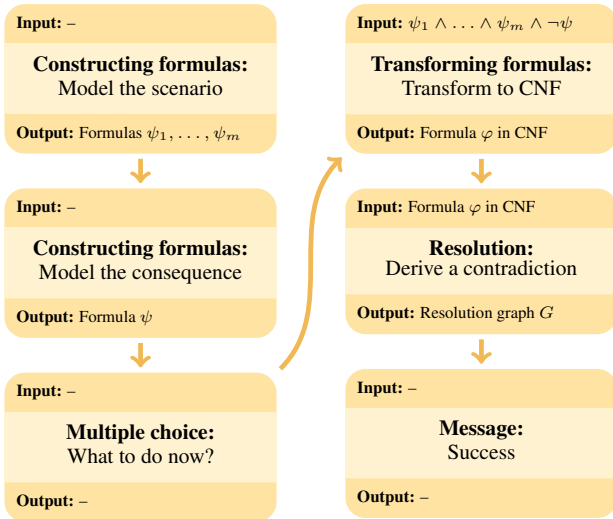 Input: –
Constructing formulas:
Model the scenario
Output: Formulas ψ₁, . . . , ψₘ
Input: –
Constructing formulas:
Model the consequence
Output: Formula ψ
Input: –
Multiple choice:
What to do now?
Output: –
Input: ψ₁ ∧ . . . ∧ ψₘ ∧ ¬ψ
Transforming formulas:
Transform to CNF
Output: Formula φ in CNF
Input: Formula φ in CNF
Resolution:
Derive a contradiction
Output: Resolution graph G
Input: –
Message:
Success
Output: –